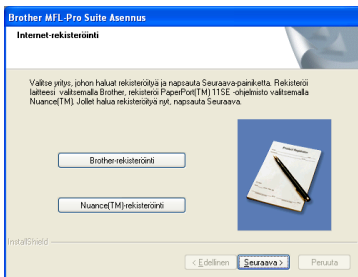 Brother MFL-Pro Suite Asennus
Internet-rekisteröinti
Valitse yritys, johon haluat rekisteröityä ja napsauta Seuraava-painiketta. Rekisteröi
laitteesi valitsemalla Brother, rekisteröi PaperPort(TM) 11SE -ohjelmisto valitsemalla
Nuance(TM). Jollet halua rekisteröityä nyt, napsauta Seuraava.
Product Registration
Brother-rekisteröinti
Nuance(TM)-rekisteröinti
InstallShield
< Edellinen
Seuraava >
Peruuta